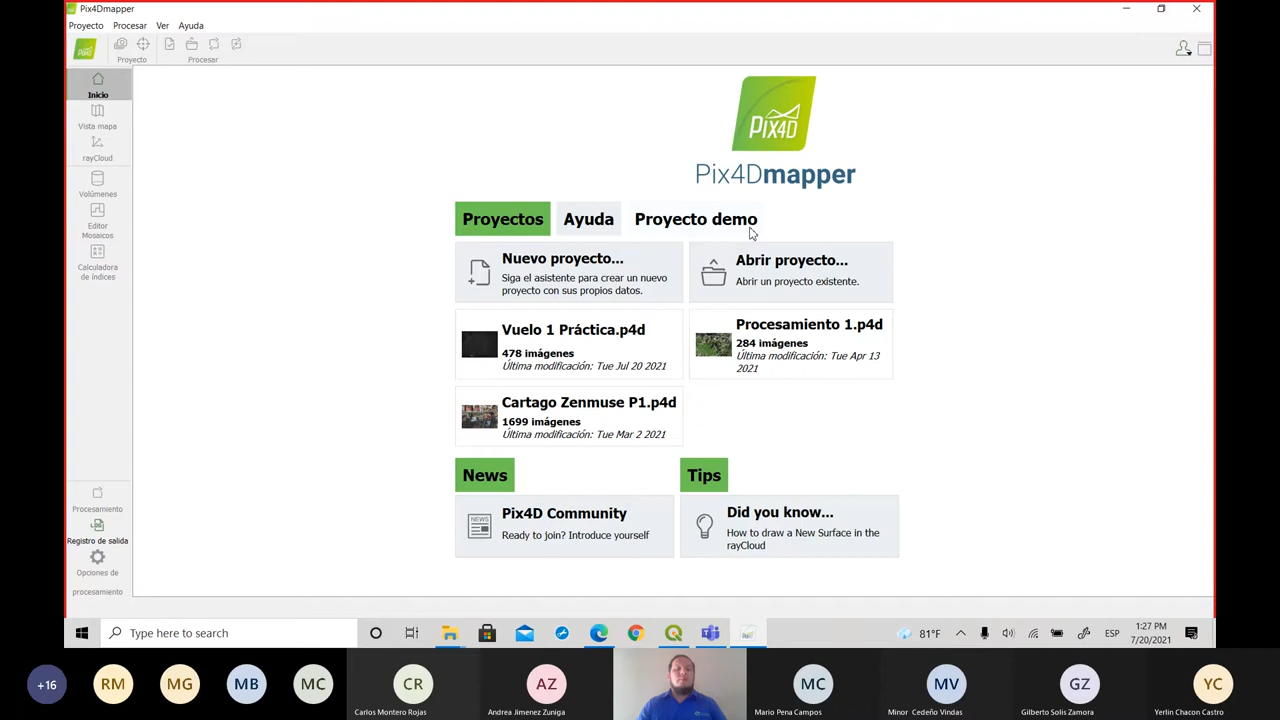 Pix4Dmapper
Proyecto Procesar Ver Ayuda
PIX4D
Proyecto
Procesar
Inicio
Vista mapa
rayCloud
Volúmenes
Editor
Mosaicos
Calculadora
de índices
PIX4D
Pix4Dmapper
Proyectos Ayuda Proyecto demo
Nuevo proyecto...
Siga el asistente para crear un nuevo
proyecto con sus propios datos.
Abrir proyecto...
Abrir un proyecto existente.
Vuelo 1 Práctica.p4d
478 imágenes
Última modificación: Tue Jul 20 2021
Procesamiento 1.p4d
284 imágenes
Última modificación: Tue Apr 13
2021
Cartago Zenmuse P1.p4d
1699 imágenes
Última modificación: Tue Mar 2 2021
News
Tips
NEWS
Pix4D Community
Ready to join? Introduce yourself
Did you know...
How to draw a New Surface in the
rayCloud
Procesamiento
Registro de salida
Opciones de
procesamiento
Type here to search
81°F
ESP
1:27 PM
7/20/2021
+16
RM
MG
MB
MC
CR
Carlos Montero Rojas
AZ
Andrea Jimenez Zuniga
MC
Mario Pena Campos
MV
Minor Cedeño Vindas
GZ
Gilberto Solis Zamora
YC
Yerlin Chacon Castro